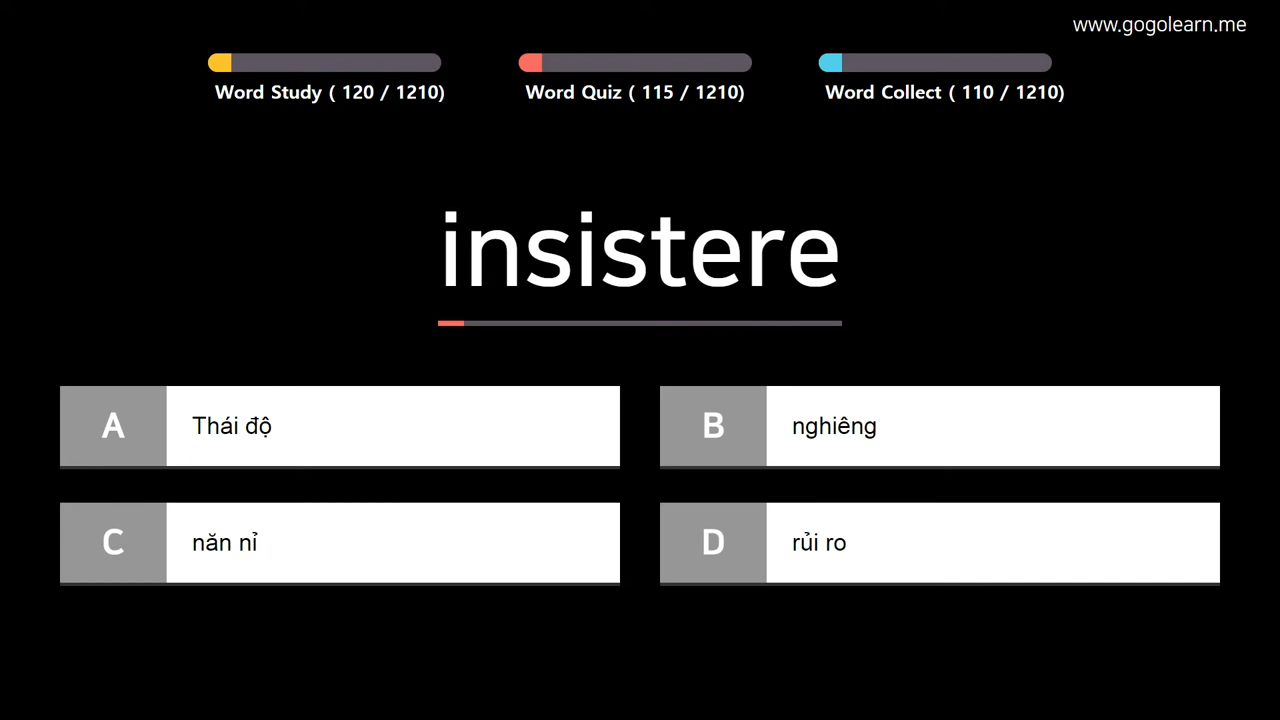 www.gogolearn.me
Word Study ( 120 / 1210)
Word Quiz ( 115 / 1210)
Word Collect ( 110 / 1210)
insistere
A Thái độ
B nghiêng
C năn nỉ
D rủi ro